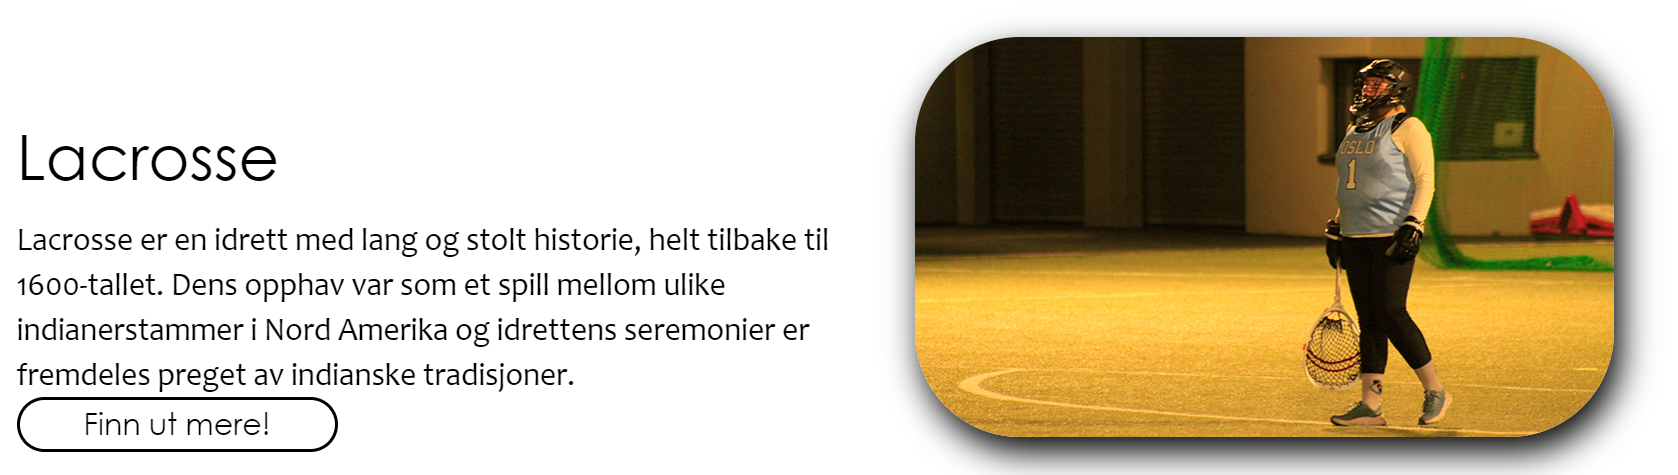 Lacrosse
Lacrosse er en idrett med lang og stolt historie, helt tilbake til
1600-tallet. Dens opphav var som et spill mellom ulike
indianerstammer i Nord Amerika og idrettens seremonier er
fremdeles preget av indianske tradisjoner.
Finn ut mere!
OSLO
1